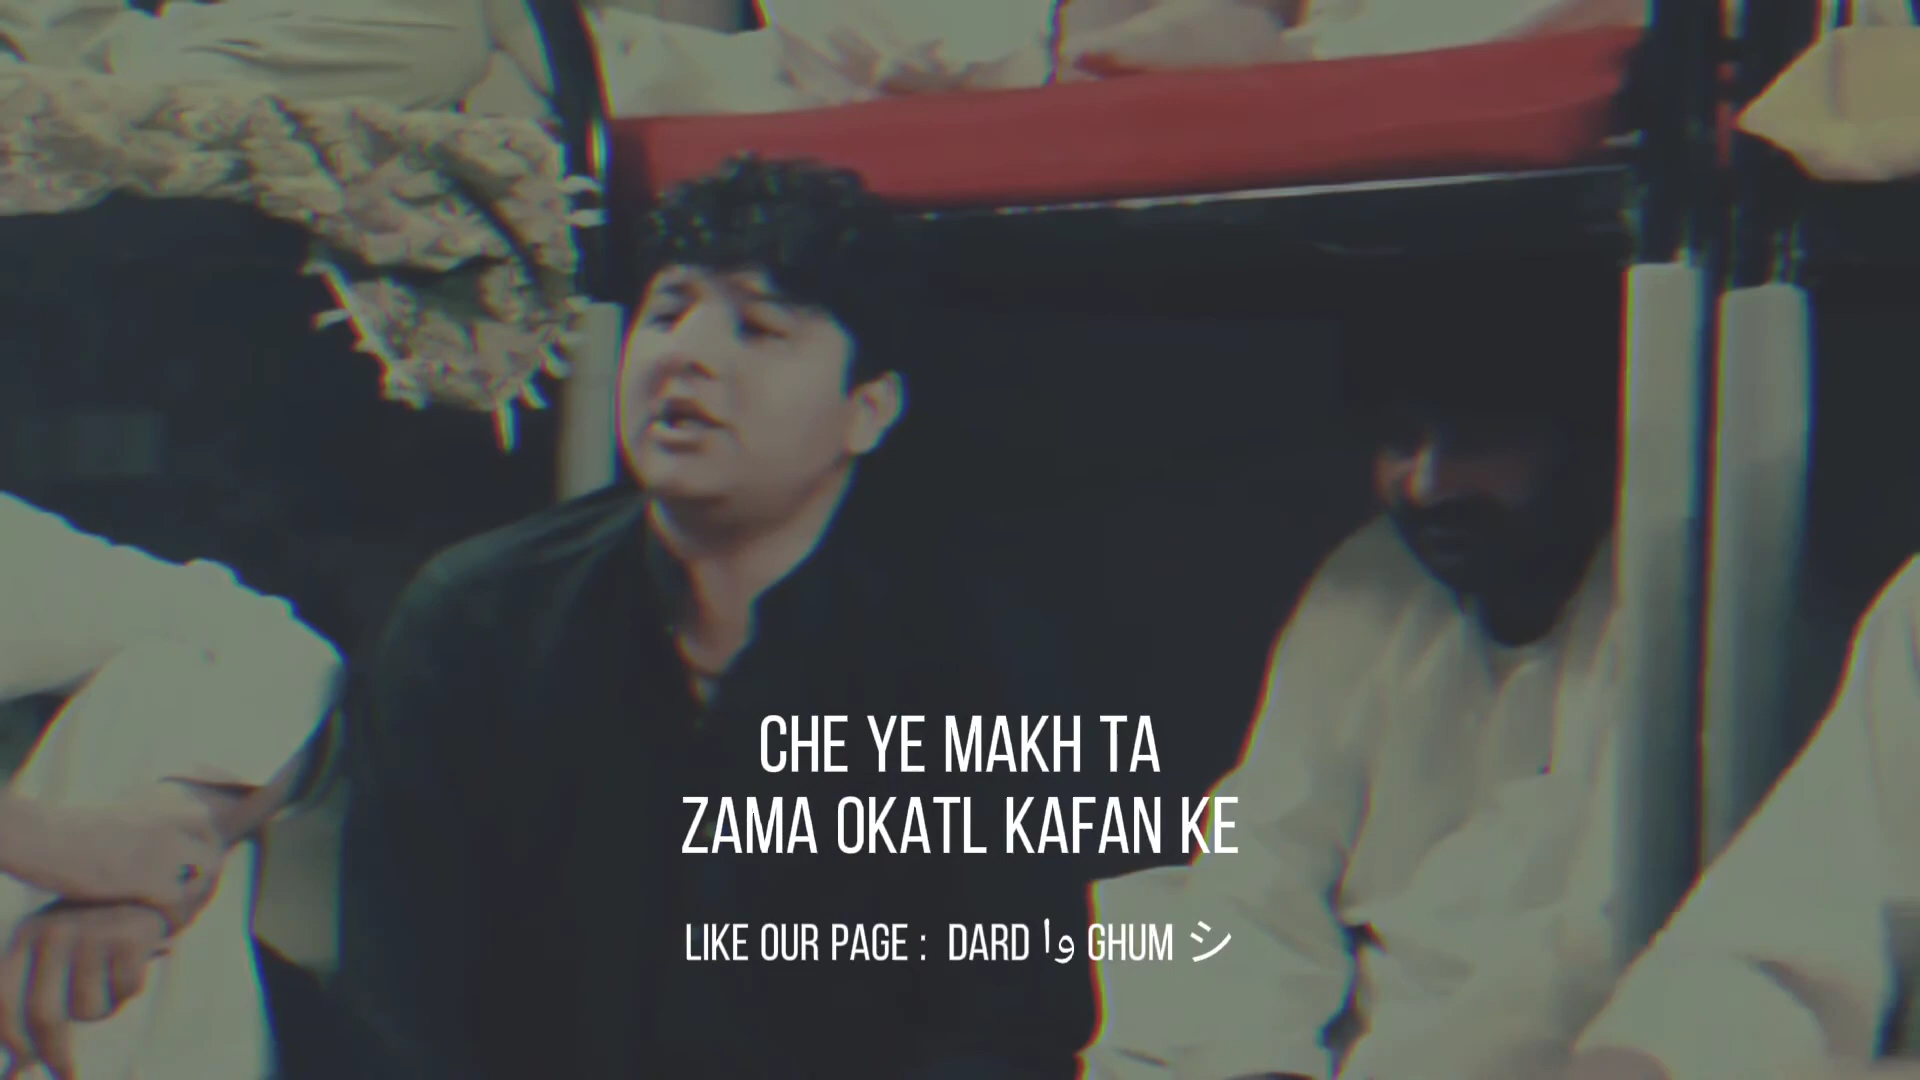 CHE YE MAKH TA
ZAMA OKATL KAFAN KE
LIKE OUR PAGE : DARD وا GHUM シ